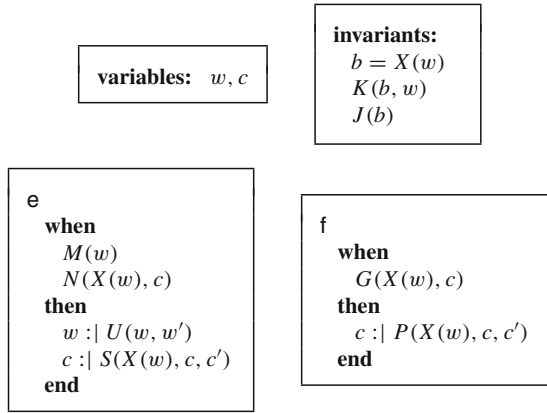 variables: w, c
invariants:
b = X(w)
K(b, w)
J(b)
e
when
M(w)
N(X(w), c)
then
w :| U(w, w′)
c :| S(X(w), c, c′)
end
f
when
G(X(w), c)
then
c :| P(X(w), c, c′)
end